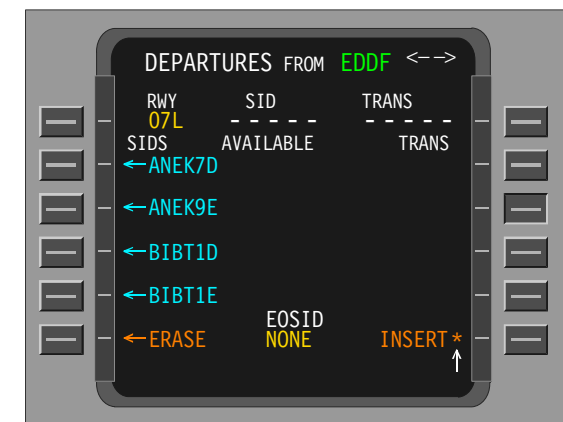 DEPARTURES FROM EDDF <-->
RWY SID TRANS
07L ----- -----
SIDS AVAILABLE TRANS
←ANEK7D
←ANEK9E
←BIBT1D
←BIBT1E
EOSID
←ERASE NONE INSERT*
↑